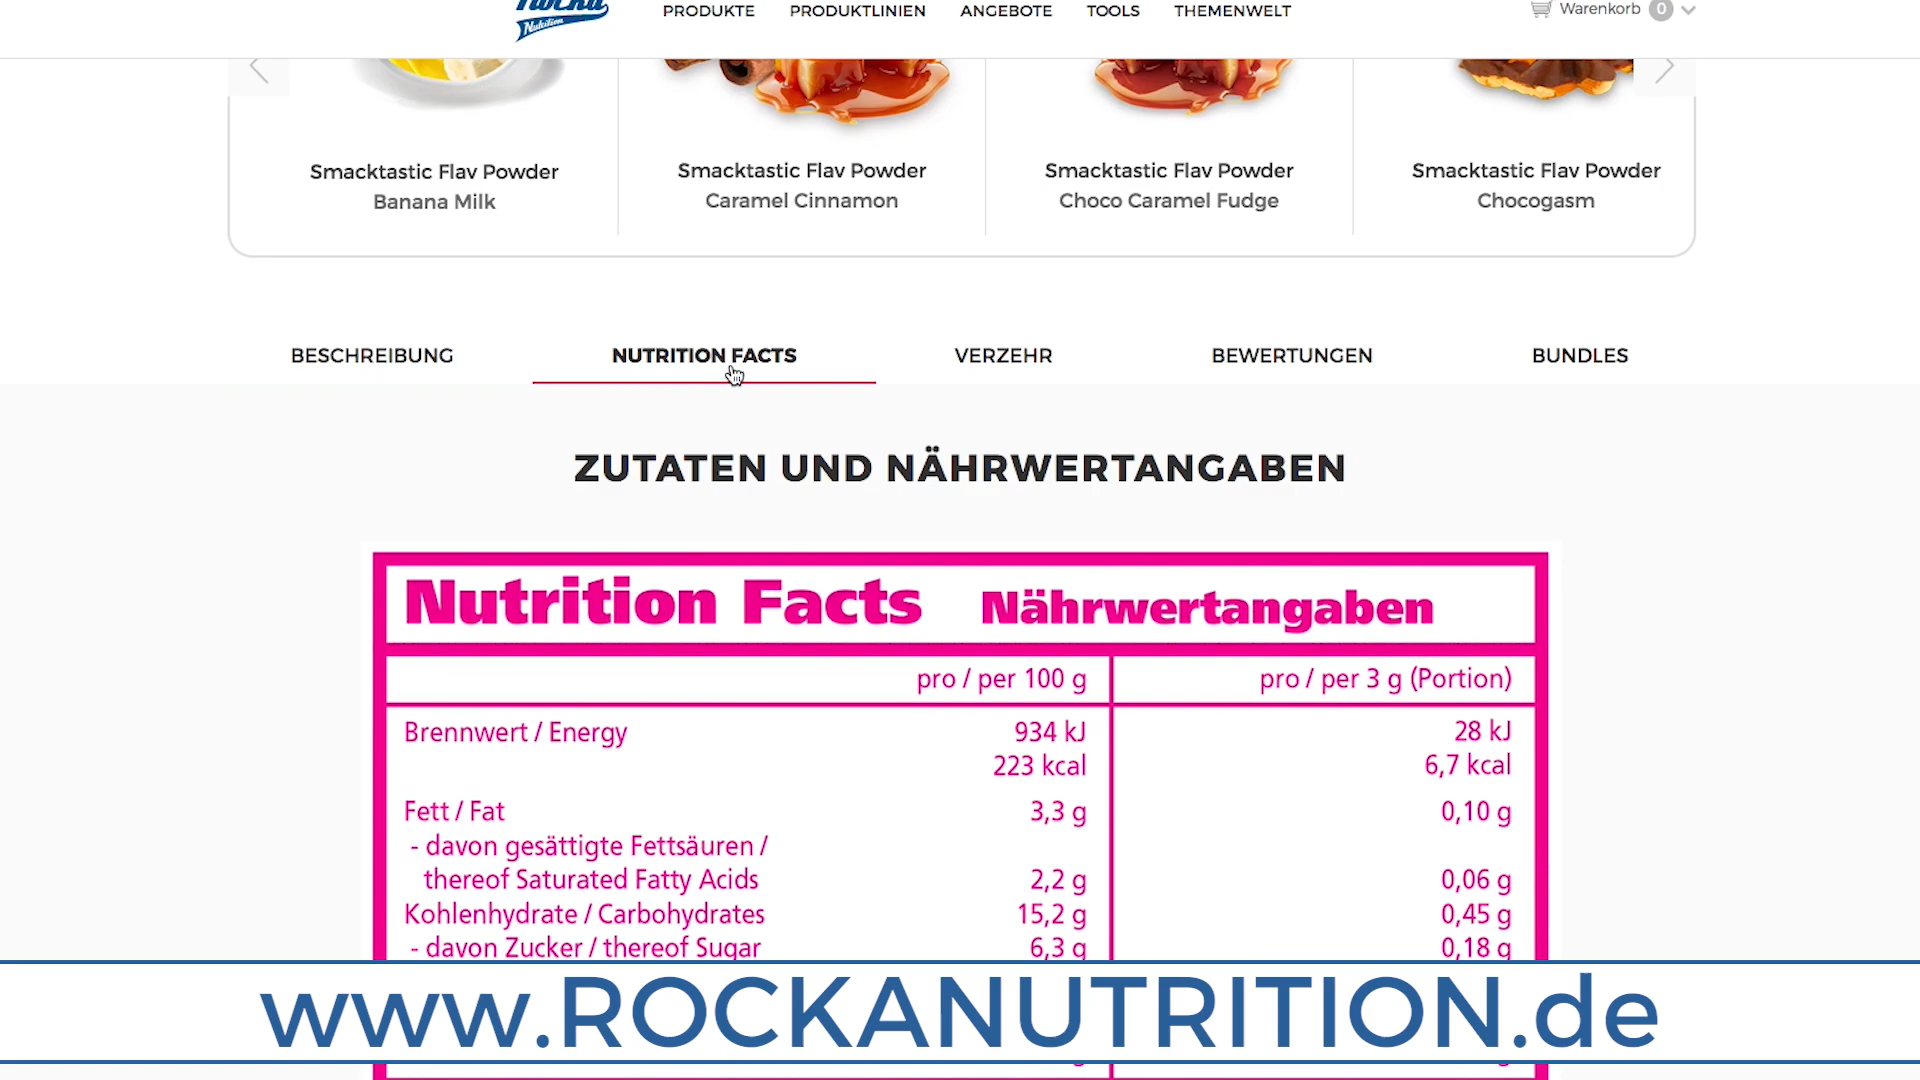 Rocka
Nutrition
PRODUKTE PRODUKTLINIEN ANGEBOTE TOOLS THEMENWELT
Warenkorb 0
Smacktastic Flav Powder
Banana Milk
Smacktastic Flav Powder
Caramel Cinnamon
Smacktastic Flav Powder
Choco Caramel Fudge
Smacktastic Flav Powder
Chocogasm
BESCHREIBUNG NUTRITION FACTS VERZEHR BEWERTUNGEN BUNDLES
ZUTATEN UND NÄHRWERTANGABEN
Nutrition Facts Nährwertangaben
pro / per 100 g pro / per 3 g (Portion)
Brennwert / Energy 934 kJ 28 kJ
223 kcal 6,7 kcal
Fett / Fat 3,3 g 0,10 g
- davon gesättigte Fettsäuren /
thereof Saturated Fatty Acids 2,2 g 0,06 g
Kohlenhydrate / Carbohydrates 15,2 g 0,45 g
- davon Zucker / thereof Sugar 6,3 g 0,18 g
www.ROCKANUTRITION.de